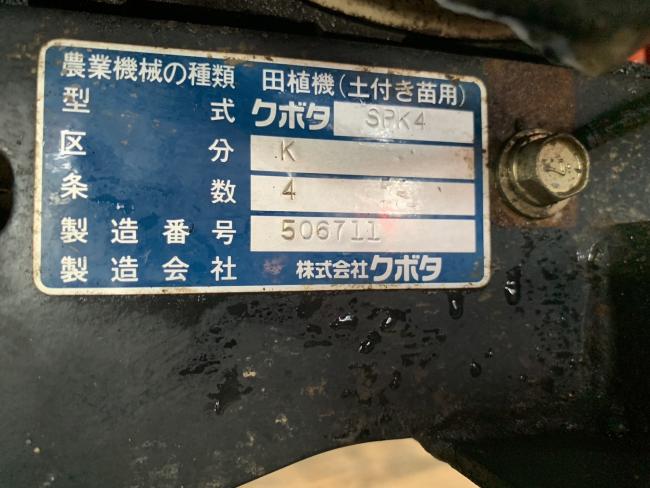 農業機械の種類 田植機(土付き苗用)
型式 クボタ SPK4
区分 K
条数 4
製造番号 506711
製造会社 株式会社クボタ